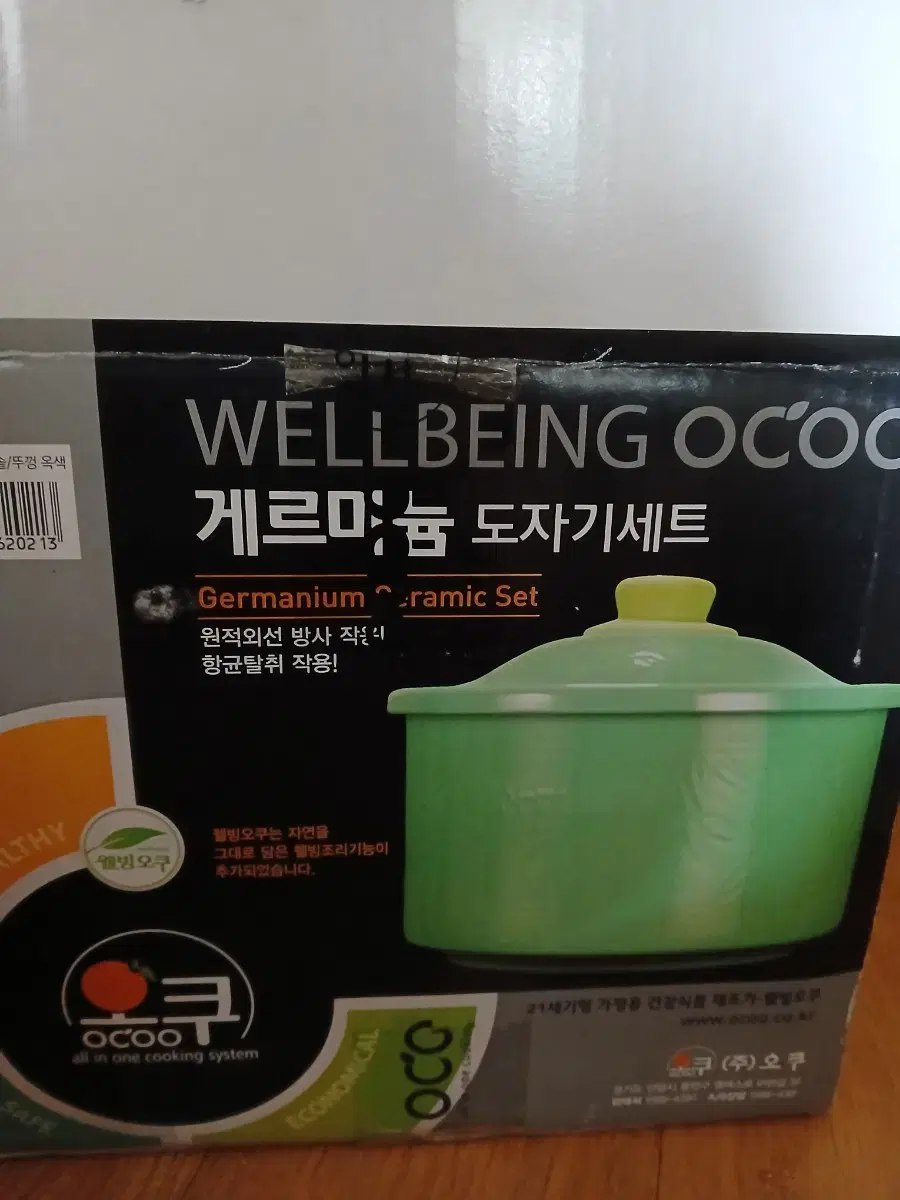 WELLBEING OCOO
/뚜껑 옥색
620213
게르마늄 도자기세트
Germanium Ceramic Set
원적외선 방사 작용
항균탈취 작용!
웰빙오쿠는 자연을
그대로 담은 웰빙조리기능이
추가되었습니다.
웰빙오쿠
오쿠
OCOO
all in one cooking system
ECONOMICAL
SAFE
OCO
21세기형 가정용 건강식품 제조기-웰빙오쿠
www.ocoo.co.kr
오쿠 (주)오쿠